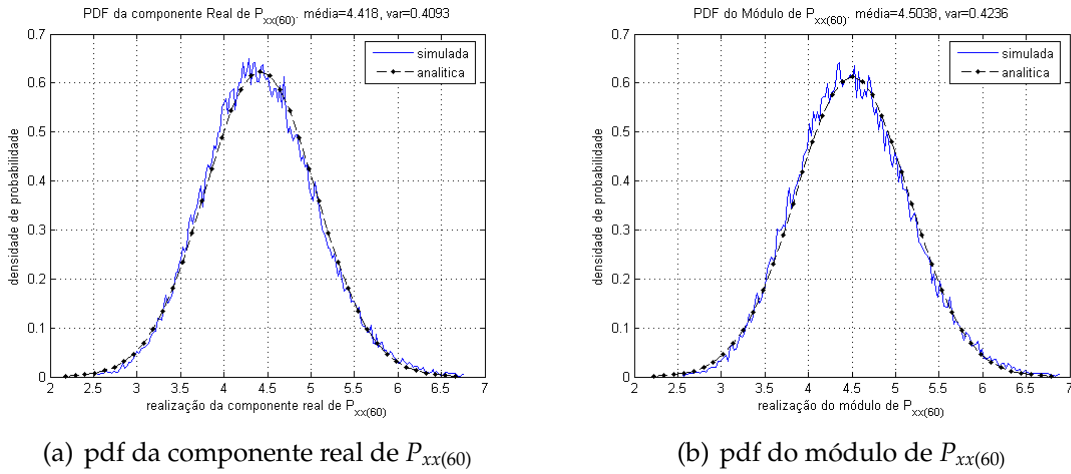 PDF da componente Real de P_xx(60). média=4.418, var=0.4093
0.7
0.6
0.5
0.4
0.3
0.2
0.1
0
densidade de probabilidade
simulada
analitica
2 2.5 3 3.5 4 4.5 5 5.5 6 6.5 7
realização da componente real de P_xx(60)
(a) pdf da componente real de P_xx(60)
PDF do Módulo de P_xx(60). média=4.5038, var=0.4236
0.7
0.6
0.5
0.4
0.3
0.2
0.1
0
densidade de probabilidade
simulada
analitica
2 2.5 3 3.5 4 4.5 5 5.5 6 6.5 7
realização do módulo de P_xx(60)
(b) pdf do módulo de P_xx(60)